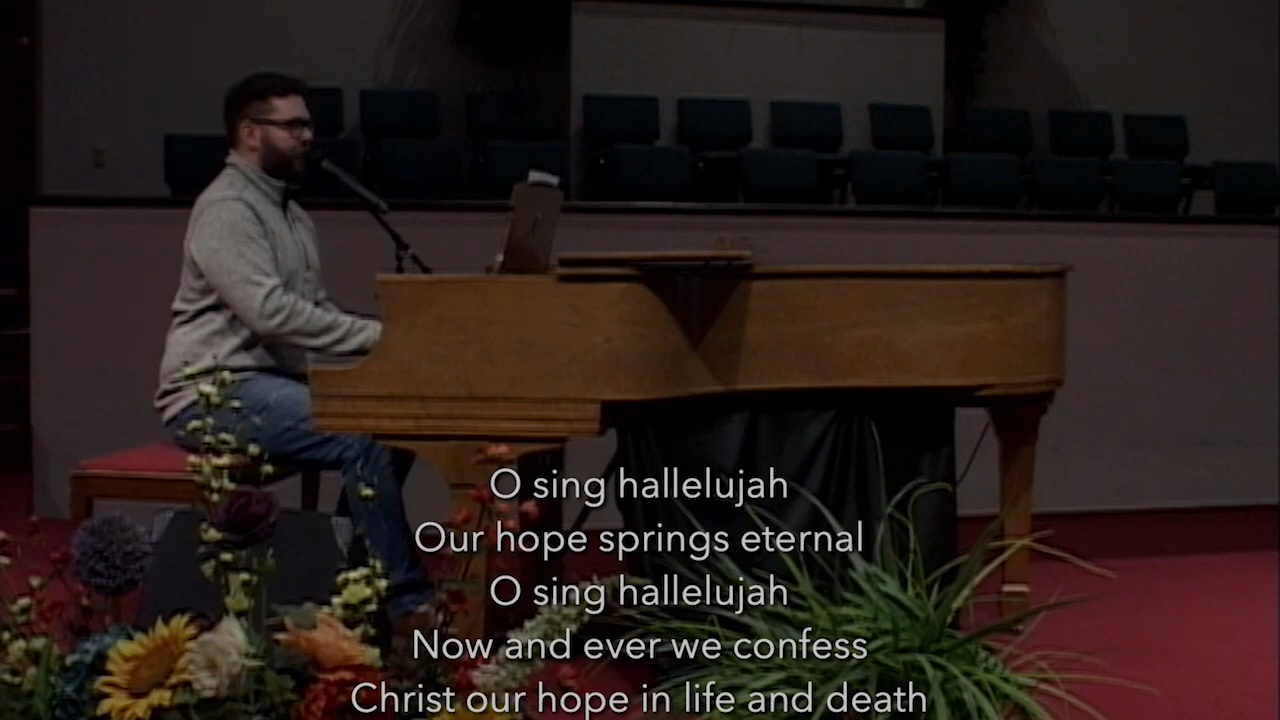 O sing hallelujah
Our hope springs eternal
O sing hallelujah
Now and ever we confess
Christ our hope in life and death